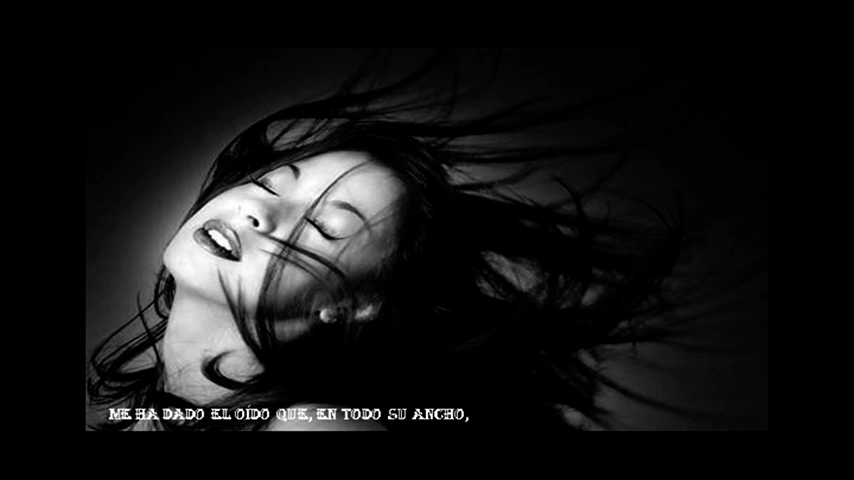 ME HA DADO EL OÍDO QUE, EN TODO SU ANCHO,